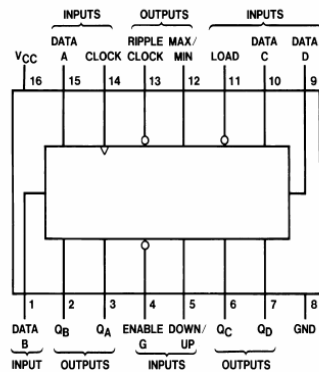 INPUTS OUTPUTS INPUTS
DATA RIPPLE MAX/ DATA DATA
VCC A CLOCK CLOCK MIN LOAD C D
16 15 14 13 12 11 10 9
1 2 3 4 5 6 7 8
DATA QB QA ENABLE DOWN/ QC QD GND
B G UP
INPUT OUTPUTS INPUTS OUTPUTS